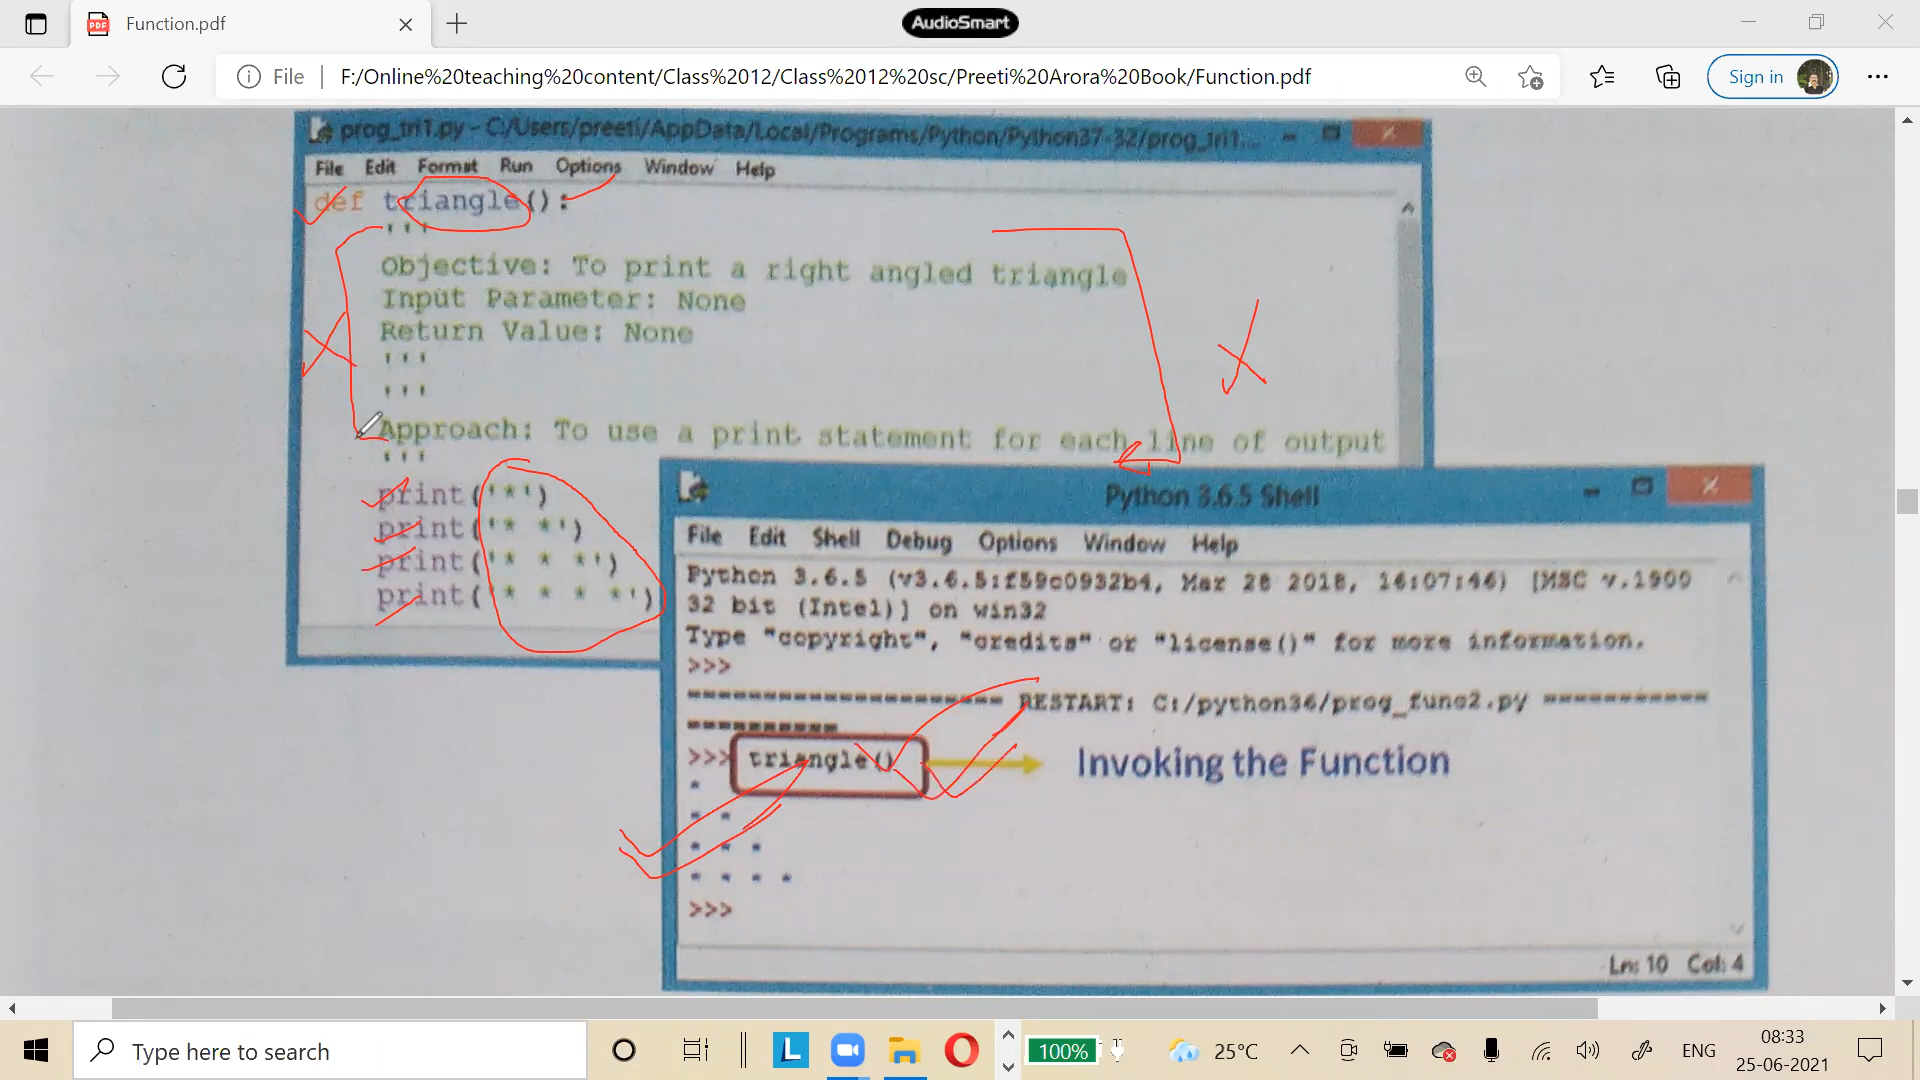 Function.pdf
AudioSmart
File
F:/Online%20teaching%20content/Class%2012/Class%2012%20sc/Preeti%20Arora%20Book/Function.pdf
Sign in
prog_tri1.py - C:/Users/preeti/AppData/Local/Programs/Python/Python37-32/prog_tri1...
File Edit Format Run Options Window Help
def triangle():
'''
Objective: To print a right angled triangle
Input Parameter: None
Return Value: None
'''
'''
Approach: To use a print statement for each line of output
'''
print('*')
print('* *')
print('* * *')
print('* * * *')
Python 3.6.5 Shell
File Edit Shell Debug Options Window Help
Python 3.6.5 (v3.6.5:f59c0932b4, Mar 28 2018, 16:07:46) [MSC v.1900
32 bit (Intel)] on win32
Type "copyright", "credits" or "license()" for more information.
>>>
========================= RESTART: C:/python36/prog_func2.py =============
============
>>> triangle()
Invoking the Function
*
* *
* * *
* * * *
>>>
Ln: 10 Col: 4
Type here to search
100%
25°C
ENG
08:33
25-06-2021